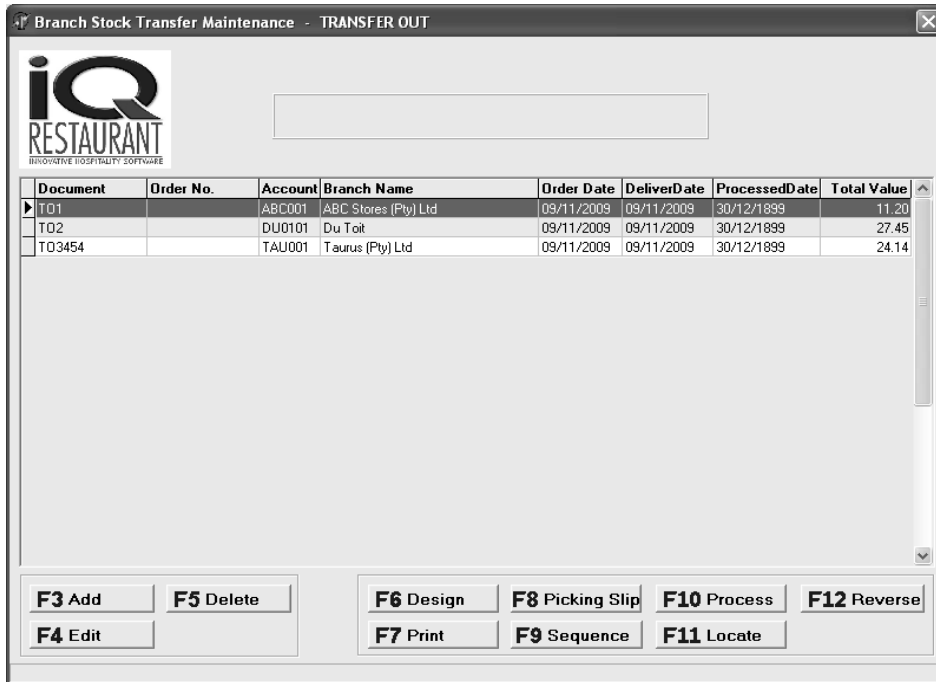 Branch Stock Transfer Maintenance - TRANSFER OUT
iQ
RESTAURANT
INNOVATIVE HOSPITALITY SOFTWARE
Document Order No. Account Branch Name Order Date DeliverDate ProcessedDate Total Value
TO1 ABC001 ABC Stores (Pty) Ltd 09/11/2009 09/11/2009 30/12/1899 11.20
TO2 DU0101 Du Toit 09/11/2009 09/11/2009 30/12/1899 27.45
TO3454 TAU001 Taurus (Pty) Ltd 09/11/2009 09/11/2009 30/12/1899 24.14
F3 Add F5 Delete F6 Design F8 Picking Slip F10 Process F12 Reverse
F4 Edit F7 Print F9 Sequence F11 Locate